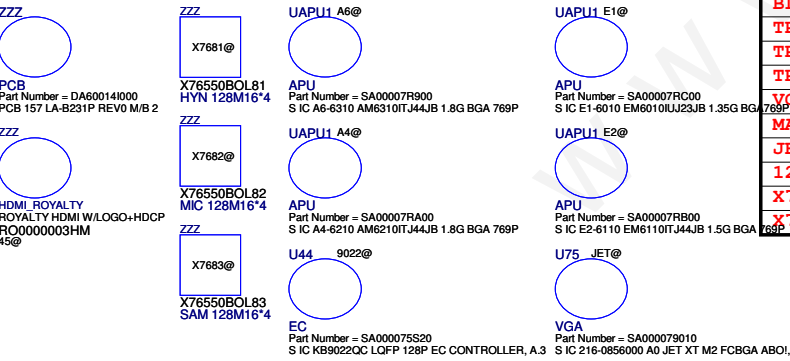 ZZZ
PCB
Part Number = DA60014I000
PCB 157 LA-B231P REV0 M/B 2
ZZZ
HDMI_ROYALTY
ROYALTY HDMI W/LOGO+HDCP
RO0000003HM
45@
ZZZ
X7681@
X76550BOL81
HYN 128M16*4
ZZZ
X7682@
X76550BOL82
MIC 128M16*4
ZZZ
X7683@
X76550BOL83
SAM 128M16*4
UAPU1 A6@
APU
Part Number = SA00007R900
S IC A6-6310 AM6310ITJ44JB 1.8G BGA 769P
UAPU1 A4@
APU
Part Number = SA00007RA00
S IC A4-6210 AM6210ITJ44JB 1.8G BGA 769P
U44 9022@
EC
Part Number = SA000075S20
S IC KB9022QC LQFP 128P EC CONTROLLER, A.3
UAPU1 E1@
APU
Part Number = SA00007RC00
S IC E1-6010 EM6010IUJ23JB 1.35G BGA 769P
UAPU1 E2@
APU
Part Number = SA00007RB00
S IC E2-6110 EM6110ITJ44JB 1.5G BGA 769P
U75 JET@
VGA
Part Number = SA000079010
S IC 216-0856000 A0 JET XT M2 FCBGA ABO!,